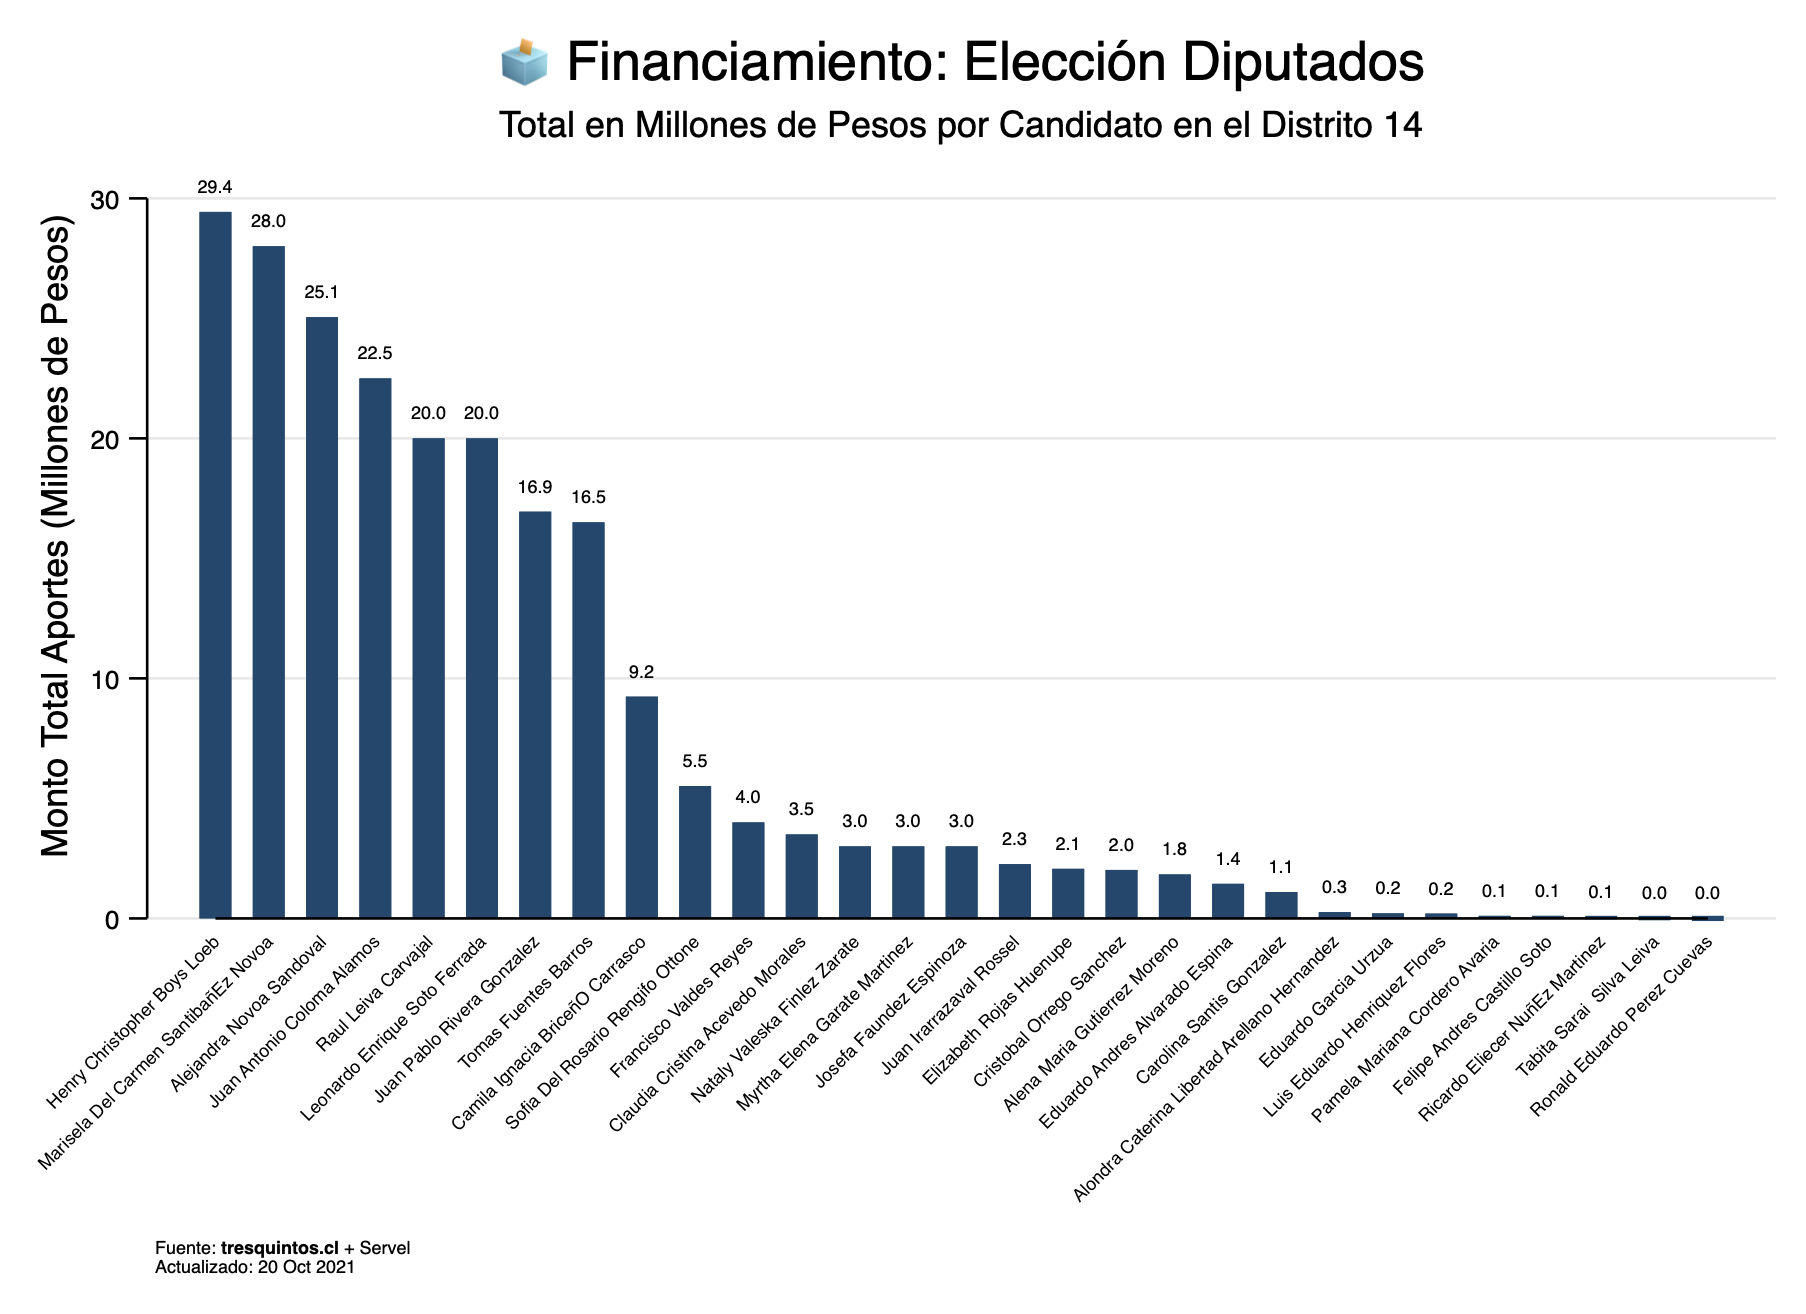 Financiamiento: Elección Diputados
Total en Millones de Pesos por Candidato en el Distrito 14
Monto Total Aportes (Millones de Pesos)
30
20
10
0
29.4
28.0
25.1
22.5
20.0
20.0
16.9
16.5
9.2
5.5
4.0
3.5
3.0
3.0
3.0
2.3
2.1
2.0
1.8
1.4
1.1
0.3
0.2
0.2
0.1
0.1
0.1
0.0
0.0
Henry Christopher Boys Loeb
Marisela Del Carmen SantibañEz Novoa
Alejandra Novoa Sandoval
Juan Antonio Coloma Alamos
Raul Leiva Carvajal
Leonardo Enrique Soto Ferrada
Juan Pablo Rivera Gonzalez
Tomas Fuentes Barros
Camila Ignacia BriceñO Carrasco
Sofia Del Rosario Rengifo Ottone
Francisco Valdes Reyes
Claudia Cristina Acevedo Morales
Nataly Valeska Finlez Zarate
Myrtha Elena Garate Martinez
Josefa Faundez Espinoza
Juan Irarrazaval Rossel
Elizabeth Rojas Huenupe
Cristobal Orrego Sanchez
Alena Maria Gutierrez Moreno
Eduardo Andres Alvarado Espina
Carolina Santis Gonzalez
Alondra Caterina Libertad Arellano Hernandez
Eduardo Garcia Urzua
Luis Eduardo Henriquez Flores
Pamela Mariana Cordero Avaria
Felipe Andres Castillo Soto
Ricardo Eliecer NuñEz Martinez
Tabita Sarai  Silva Leiva
Ronald Eduardo Perez Cuevas
Fuente: tresquintos.cl + Servel
Actualizado: 20 Oct 2021